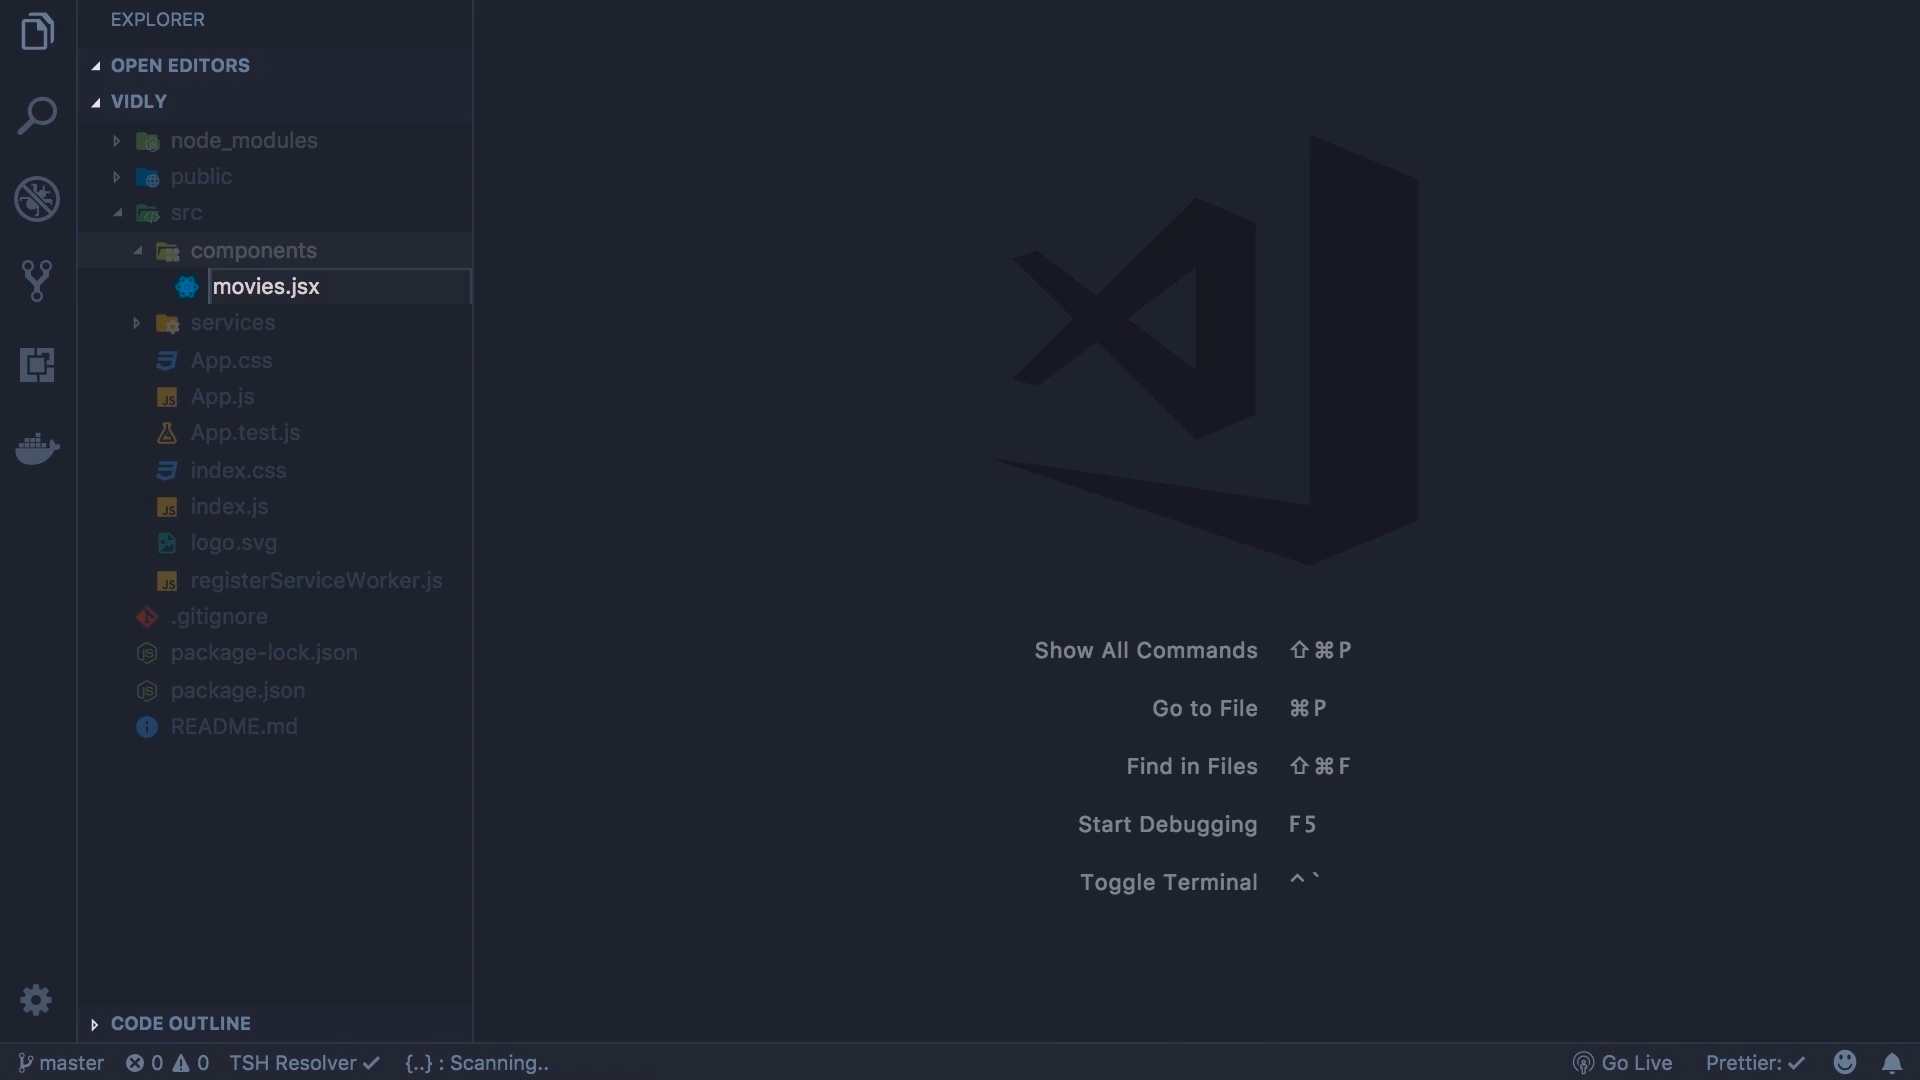 EXPLORER
OPEN EDITORS
VIDLY
node_modules
public
src
components
movies.jsx
services
App.css
App.js
App.test.js
index.css
index.js
logo.svg
registerServiceWorker.js
.gitignore
package-lock.json
package.json
README.md
CODE OUTLINE
Show All Commands ⇧⌘P
Go to File ⌘P
Find in Files ⇧⌘F
Start Debugging F5
Toggle Terminal ^`
master 0 0 TSH Resolver ✓ {..} : Scanning.. Go Live Prettier: ✓